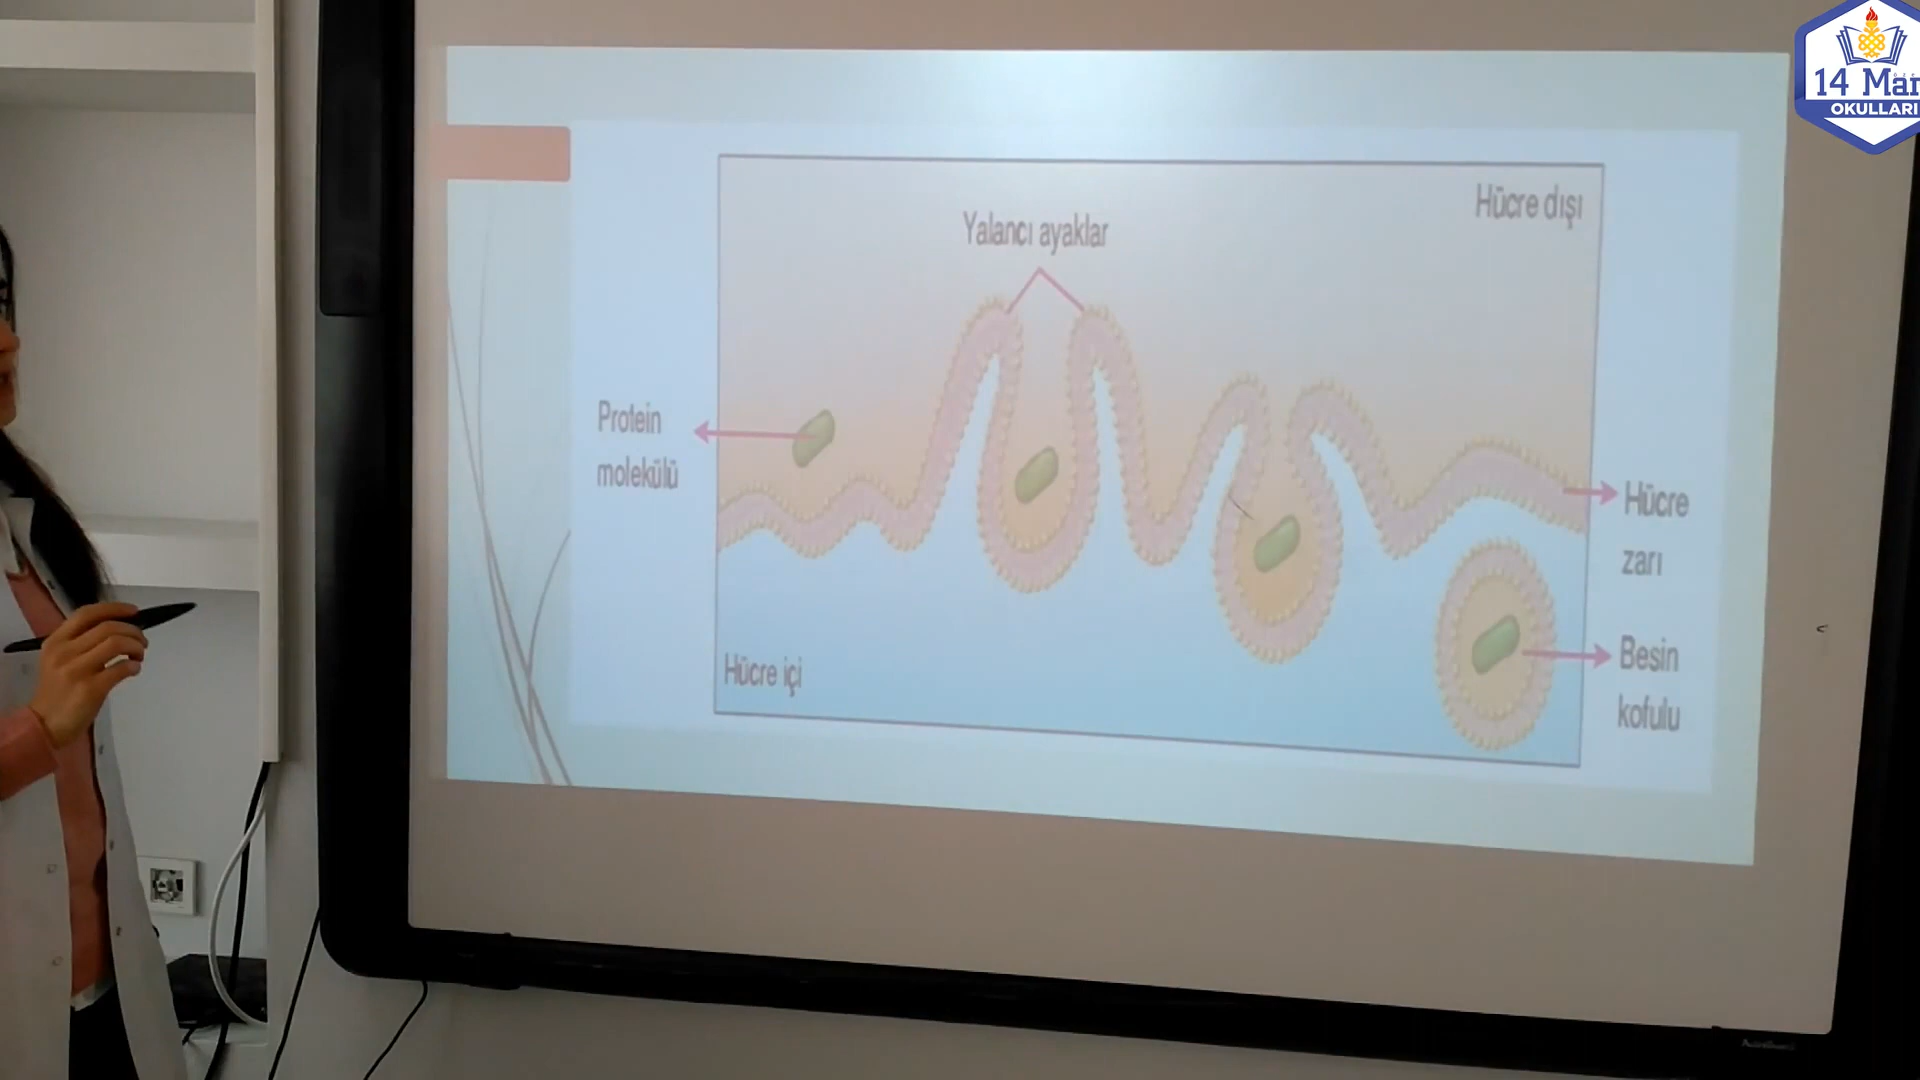 14 Mar
OKULLARI
Hücre dışı
Yalancı ayaklar
Protein
molekülü
Hücre
zarı
Hücre içi
Besin
kofulu